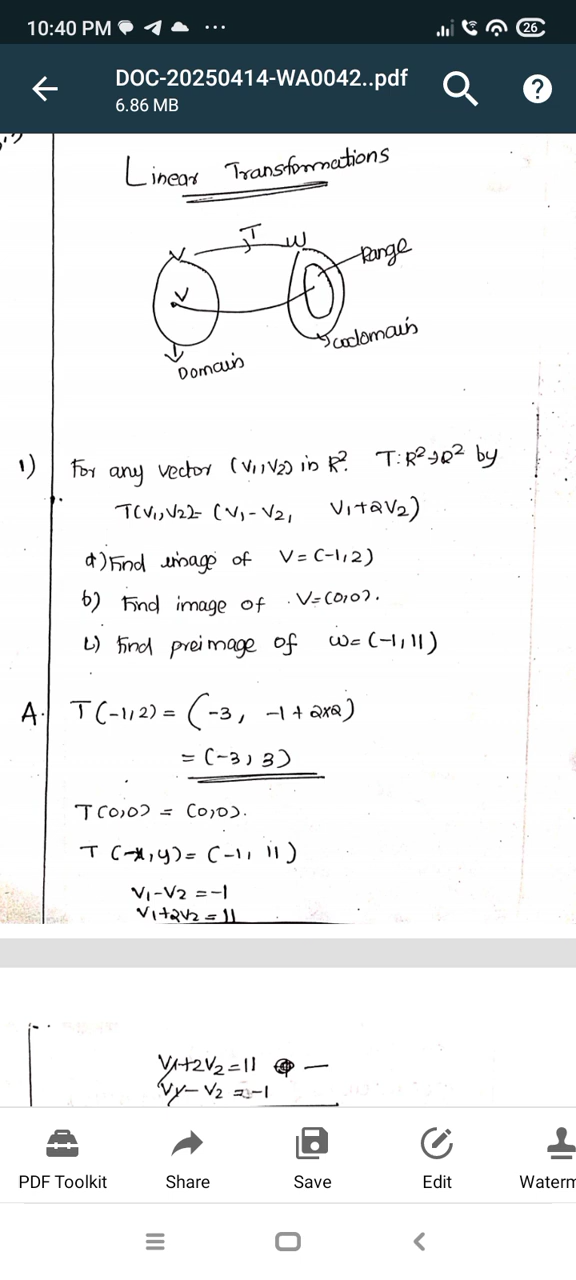 10:40 PM ...
26
DOC-20250414-WA0042..pdf
6.86 MB
Linear Transformations
V T W Range
V
codomain
Domain
1) For any vector (V1,V2) in R². T: R²→R² by
T(V1,V2)= (V1-V2, V1+2V2)
a) Find image of V=(-1,2)
b) Find image of V=(0,0).
c) find preimage of w=(-1,11)
A. T(-1,2) = (-3, -1+2x2)
= (-3, 3)
T(0,0) = (0,0).
T(x,y)= (-1, 11)
V1-V2 =-1
V1+2V2 = 11
V1+2V2 =11 —
V1-V2 =-1
PDF Toolkit Share Save Edit Waterm